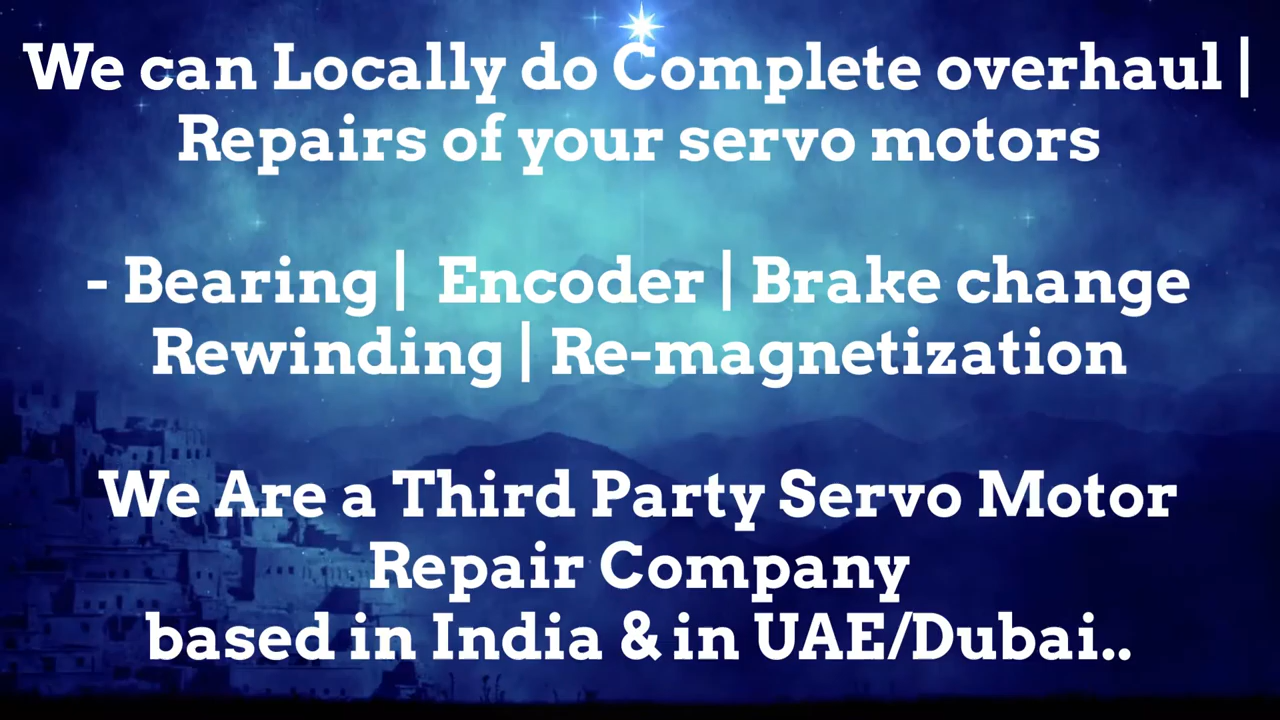 We can Locally do Complete overhaul |
Repairs of your servo motors
- Bearing | Encoder | Brake change
Rewinding | Re-magnetization
We Are a Third Party Servo Motor
Repair Company
based in India & in UAE/Dubai..